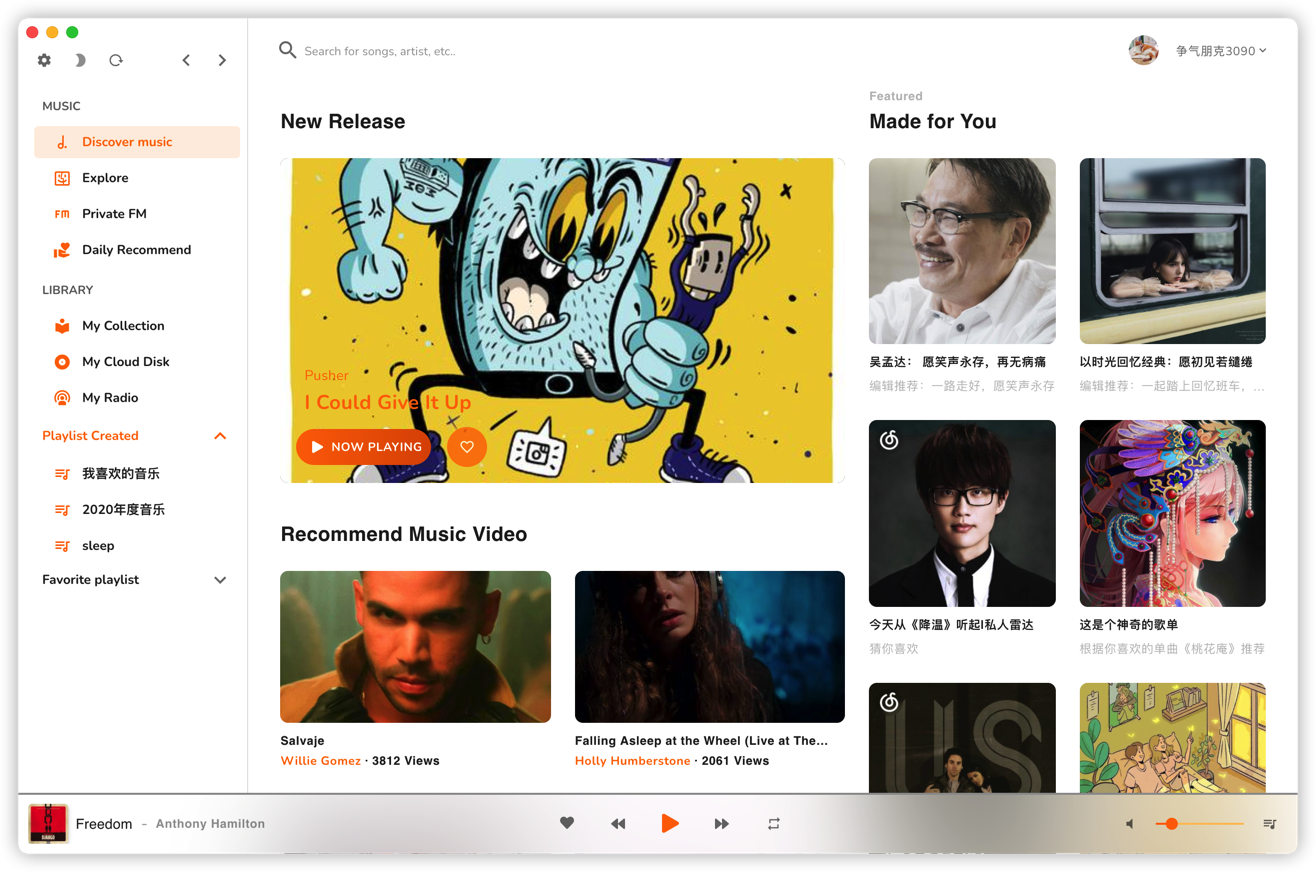 Search for songs, artist, etc..
争气朋克3090
MUSIC
Discover music
Explore
FM Private FM
Daily Recommend
LIBRARY
My Collection
My Cloud Disk
My Radio
Playlist Created
我喜欢的音乐
2020年度音乐
sleep
Favorite playlist
New Release
Pusher
I Could Give It Up
NOW PLAYING
Recommend Music Video
Salvaje
Willie Gomez · 3812 Views
Falling Asleep at the Wheel (Live at The...
Holly Humberstone · 2061 Views
Featured
Made for You
吴孟达： 愿笑声永存，再无病痛
编辑推荐：一路走好，愿笑声永存
以时光回忆经典：愿初见若缱绻
编辑推荐：一起踏上回忆班车，...
今天从《降温》听起|私人雷达
猜你喜欢
这是个神奇的歌单
根据你喜欢的单曲《桃花庵》推荐
US
DJANGO
Freedom - Anthony Hamilton